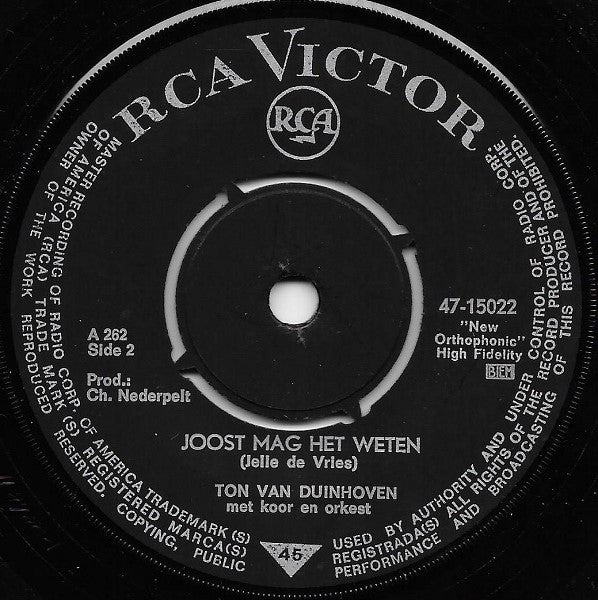 RCA VICTOR
RCA
47-15022
"New
Orthophonic"
High Fidelity
BIEM
A 262
Side 2
Prod.:
Ch. Nederpelt
JOOST MAG HET WETEN
(Jelle de Vries)
TON VAN DUINHOVEN
met koor en orkest
45
MASTER RECORDING OF RADIO CORP. OF AMERICA TRADEMARK (S)
OF AMERICA (RCA) TRADE MARK (S) REGISTERED MARCA(S)
OWNER OF THE WORK REPRODUCED RESERVED. COPYING, PUBLIC
USED BY AUTHORITY AND UNDER CONTROL OF RADIO CORP.
REGISTRADA(S) ALL RIGHTS OF THE RECORD PRODUCER AND OF THE
PERFORMANCE AND BROADCASTING OF THIS RECORD PROHIBITED.